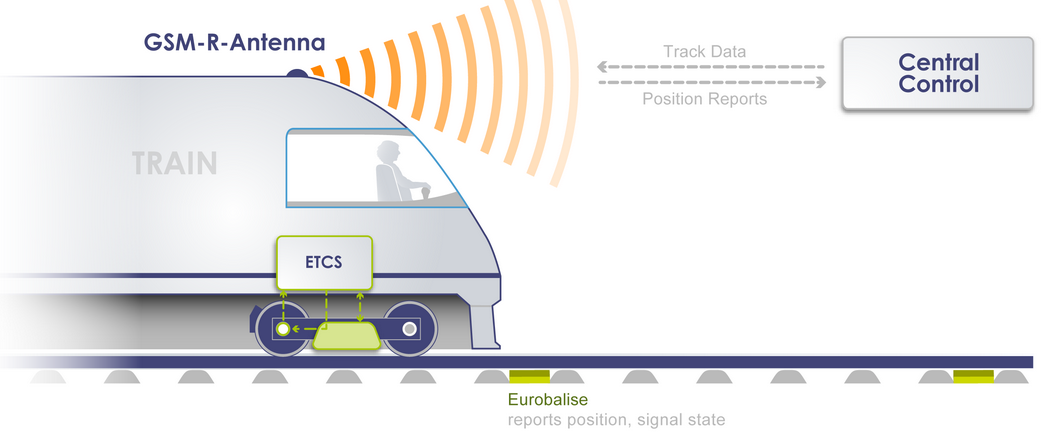 GSM-R-Antenna
Track Data
Position Reports
Central
Control
TRAIN
ETCS
Eurobalise
reports position, signal state